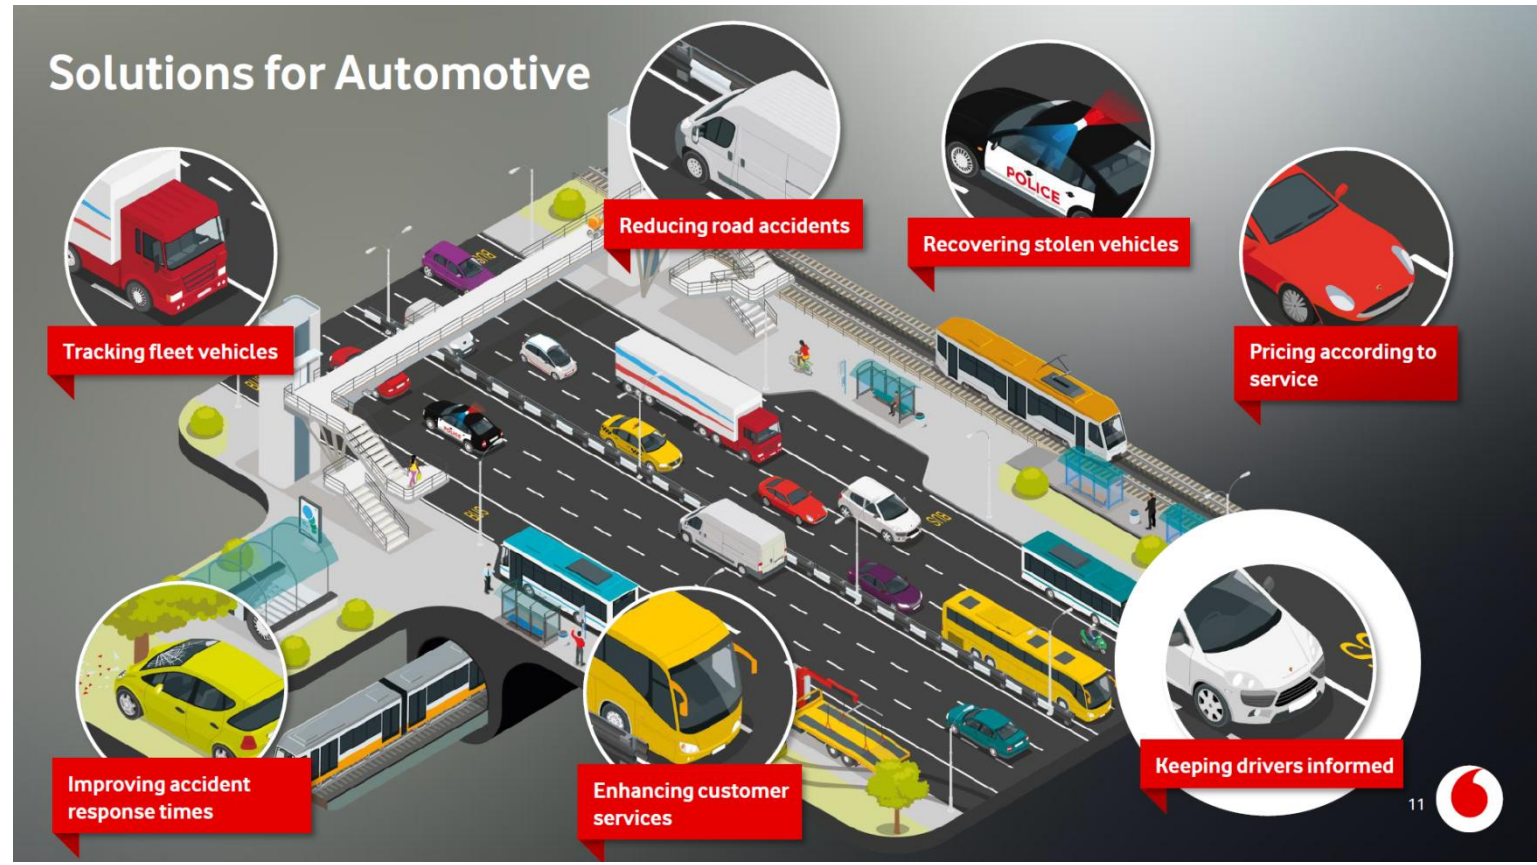 Solutions for Automotive
Reducing road accidents
POLICE
Recovering stolen vehicles
Tracking fleet vehicles
Pricing according to
service
BUS
POLICE
BUS
BUS
Improving accident
response times
Enhancing customer
services
Keeping drivers informed
11